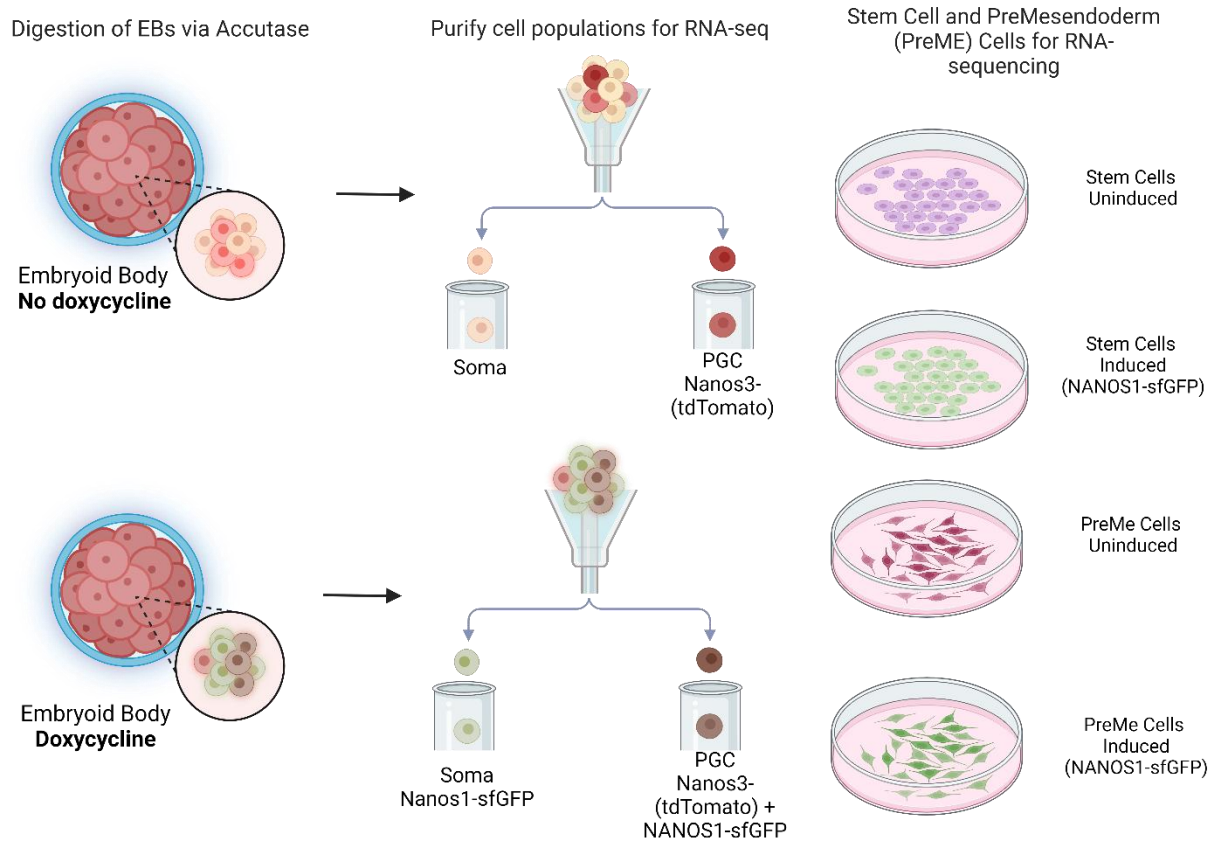 Digestion of EBs via Accutase
Purify cell populations for RNA-seq
Stem Cell and PreMesendoderm
(PreME) Cells for RNA-
sequencing
Embryoid Body
No doxycycline
Soma
PGC
Nanos3-
(tdTomato)
Stem Cells
Uninduced
Stem Cells
Induced
(NANOS1-sfGFP)
Embryoid Body
Doxycycline
Soma
Nanos1-sfGFP
PGC
Nanos3-
(tdTomato) +
NANOS1-sfGFP
PreMe Cells
Uninduced
PreMe Cells
Induced
(NANOS1-sfGFP)